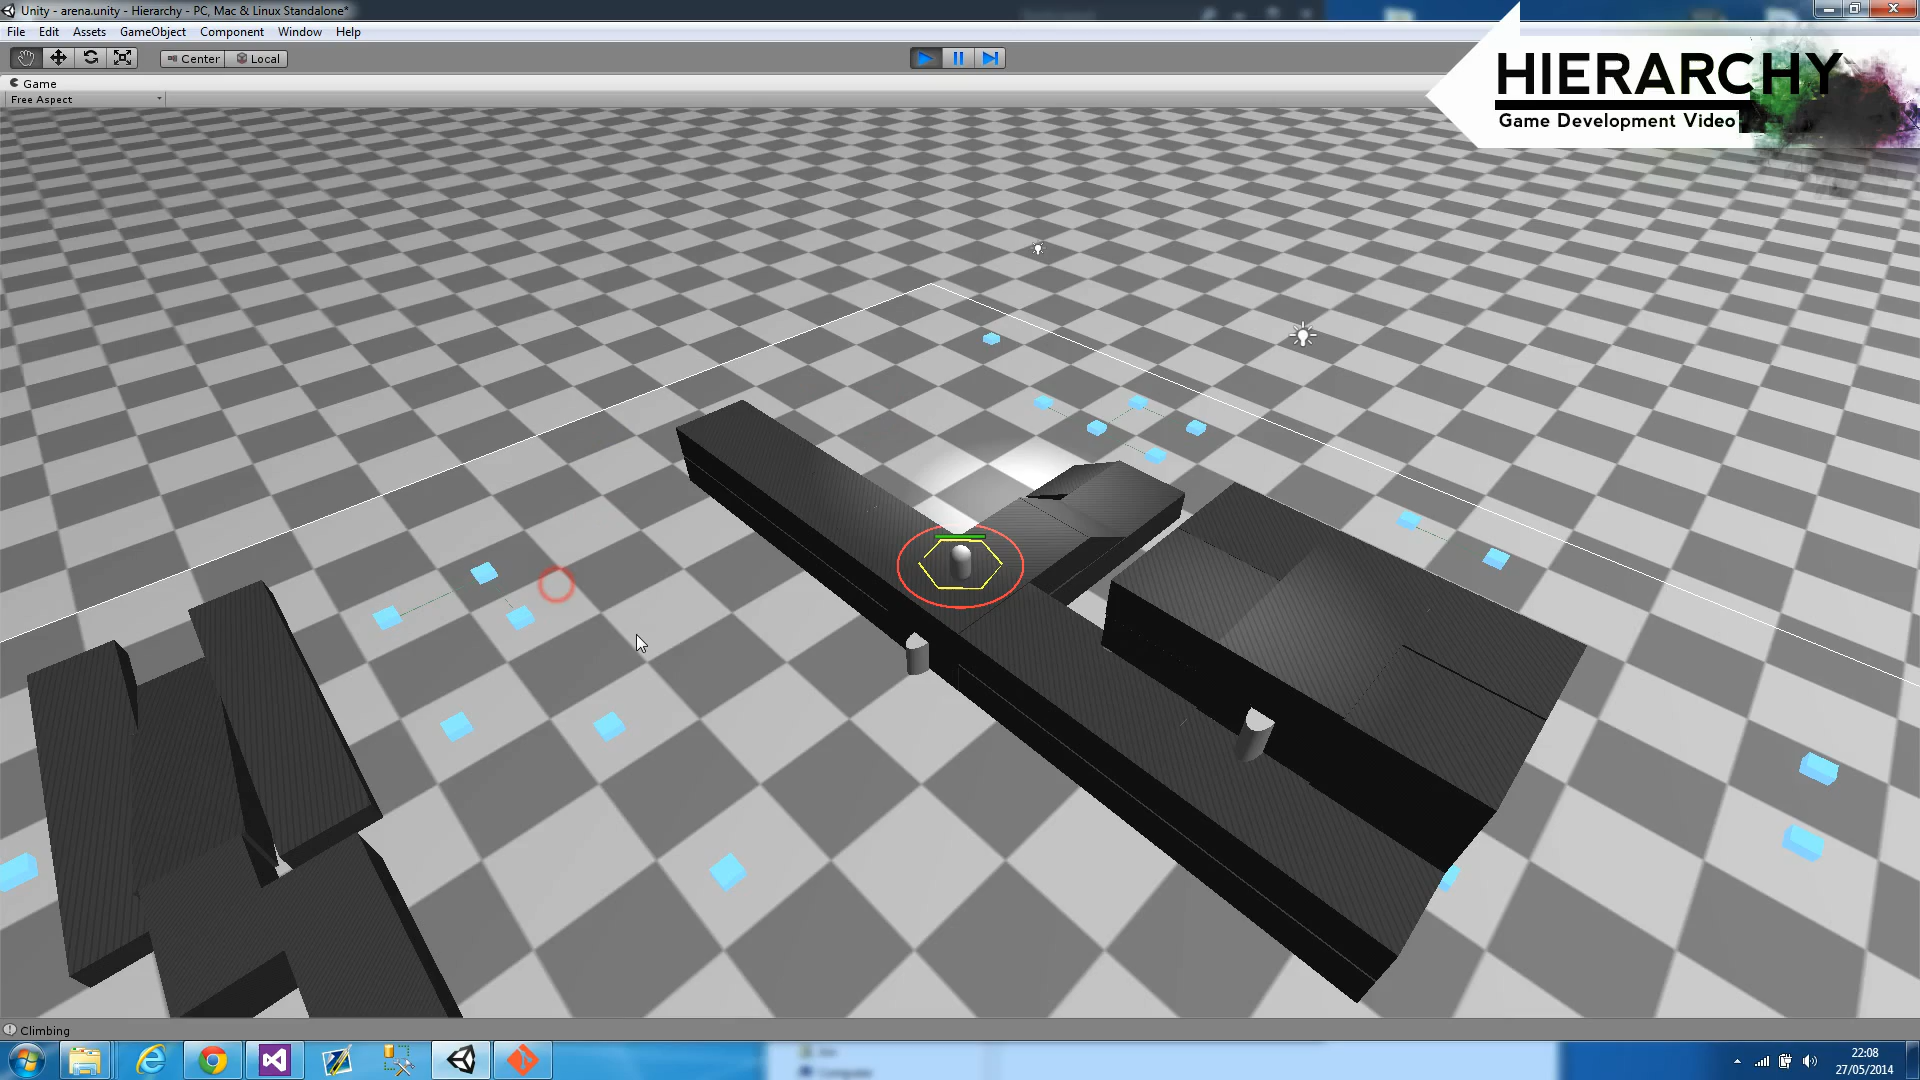 Unity - arena.unity - Hierarchy - PC, Mac & Linux Standalone*
File Edit Assets GameObject Component Window Help
Center Local
Game
Free Aspect
HIERARCHY
Game Development Video
Climbing
Computer
22:08
27/05/2014